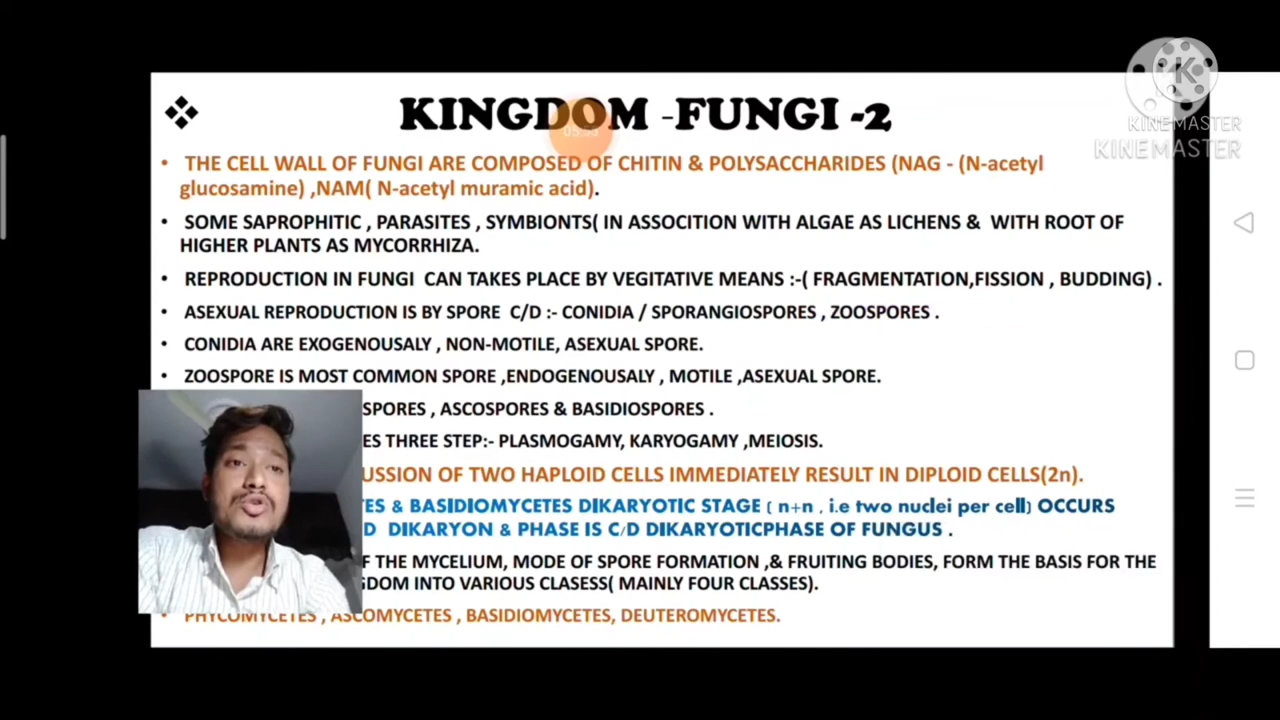 KINEMASTER
KINEMASTER
KINGDOM -FUNGI -2
• THE CELL WALL OF FUNGI ARE COMPOSED OF CHITIN & POLYSACCHARIDES (NAG - (N-acetyl
glucosamine) ,NAM( N-acetyl muramic acid).
• SOME SAPROPHITIC , PARASITES , SYMBIONTS( IN ASSOCITION WITH ALGAE AS LICHENS & WITH ROOT OF
HIGHER PLANTS AS MYCORRHIZA.
• REPRODUCTION IN FUNGI CAN TAKES PLACE BY VEGITATIVE MEANS :-( FRAGMENTATION,FISSION , BUDDING) .
• ASEXUAL REPRODUCTION IS BY SPORE C/D :- CONIDIA / SPORANGIOSPORES , ZOOSPORES .
• CONIDIA ARE EXOGENOUSALY , NON-MOTILE, ASEXUAL SPORE.
• ZOOSPORE IS MOST COMMON SPORE ,ENDOGENOUSALY , MOTILE ,ASEXUAL SPORE.
SPORES , ASCOSPORES & BASIDIOSPORES .
ES THREE STEP:- PLASMOGAMY, KARYOGAMY ,MEIOSIS.
USSION OF TWO HAPLOID CELLS IMMEDIATELY RESULT IN DIPLOID CELLS(2n).
TES & BASIDIOMYCETES DIKARYOTIC STAGE ( n+n , i.e two nuclei per cell) OCCURS
D DIKARYON & PHASE IS C/D DIKARYOTICPHASE OF FUNGUS .
F THE MYCELIUM, MODE OF SPORE FORMATION ,& FRUITING BODIES, FORM THE BASIS FOR THE
GDOM INTO VARIOUS CLASESS( MAINLY FOUR CLASSES).
• PHYCOMYCETES , ASCOMYCETES , BASIDIOMYCETES, DEUTEROMYCETES.